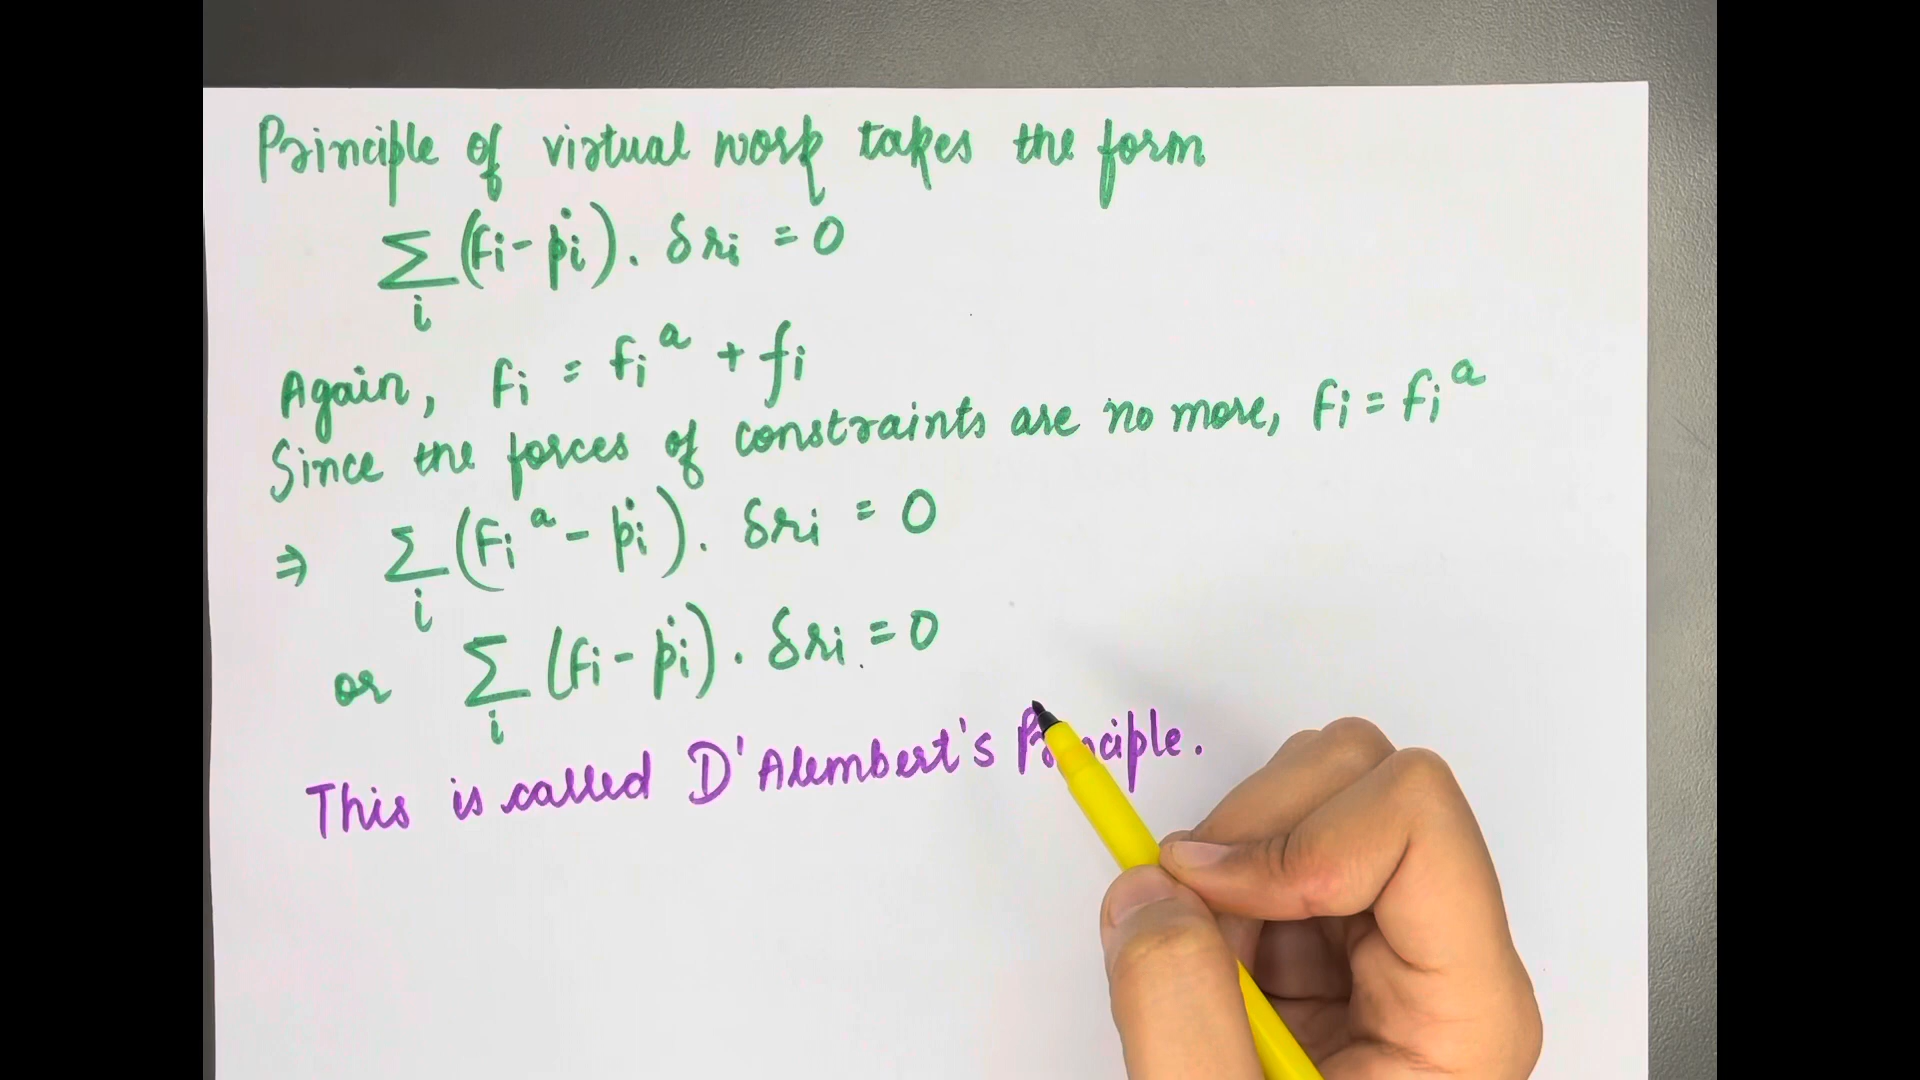 Principle of virtual work takes the form
∑ᵢ (Fi - ṗi). δri = 0
Again, Fi = Fiᵃ + fi
Since the forces of constraints are no more, Fi = Fiᵃ
⇒ ∑ᵢ (Fiᵃ - ṗi). δri = 0
or ∑ᵢ (Fi - ṗi). δri = 0
This is called D'Alembert's Principle.